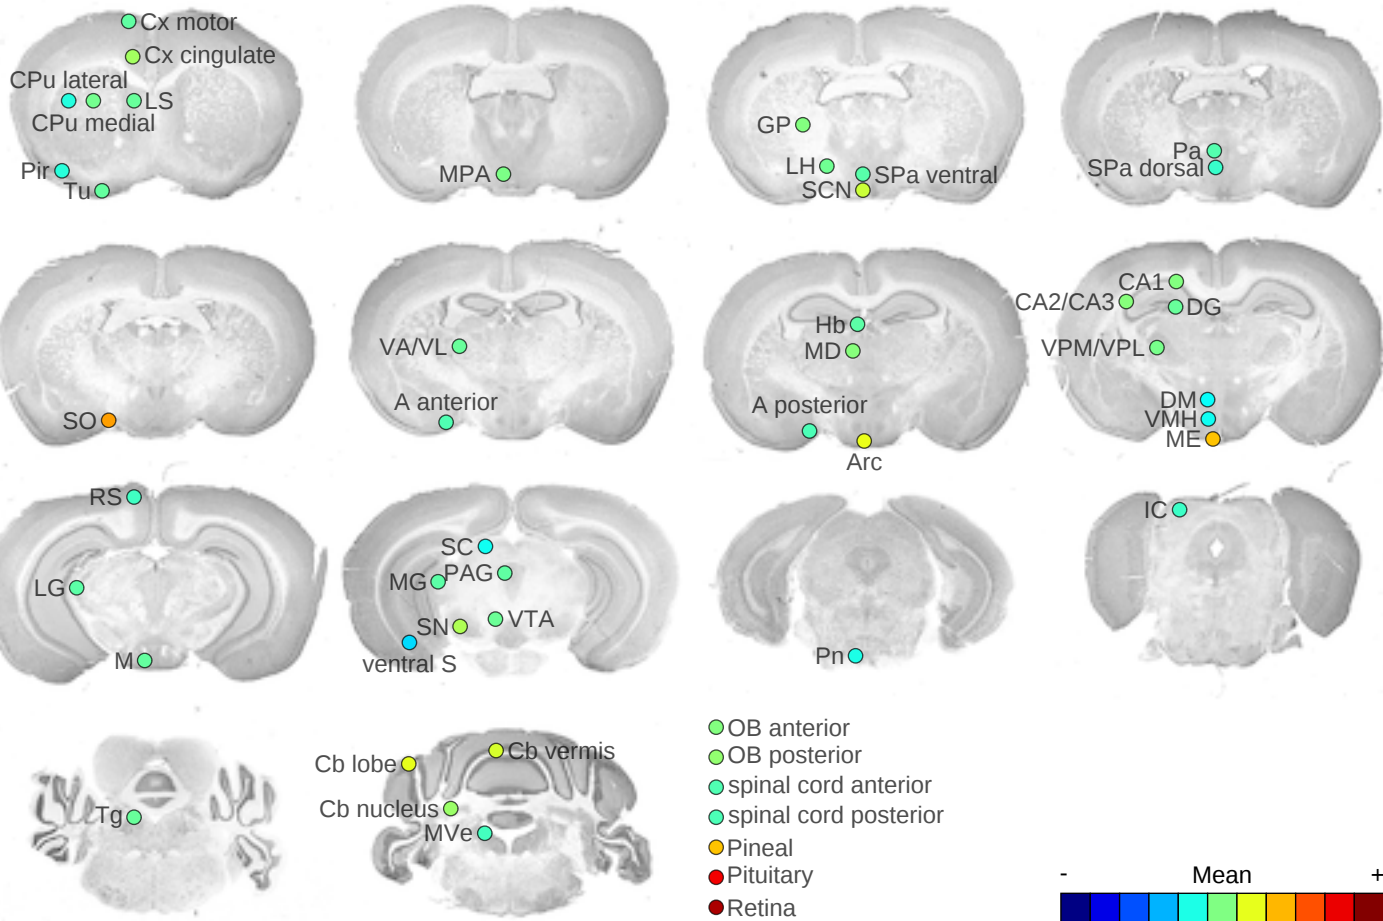 Cx motor
Cx cingulate
CPu lateral
LS
CPu medial
Pir
Tu
MPA
GP
LH
SPa ventral
SCN
Pa
SPa dorsal
SO
VA/VL
A anterior
Hb
MD
A posterior
Arc
CA1
CA2/CA3
DG
VPM/VPL
DM
VMH
ME
RS
LG
M
SC
PAG
MG
VTA
SN
ventral S
Pn
IC
Tg
Cb vermis
Cb lobe
Cb nucleus
MVe
OB anterior
OB posterior
spinal cord anterior
spinal cord posterior
Pineal
Pituitary
Retina
- Mean +